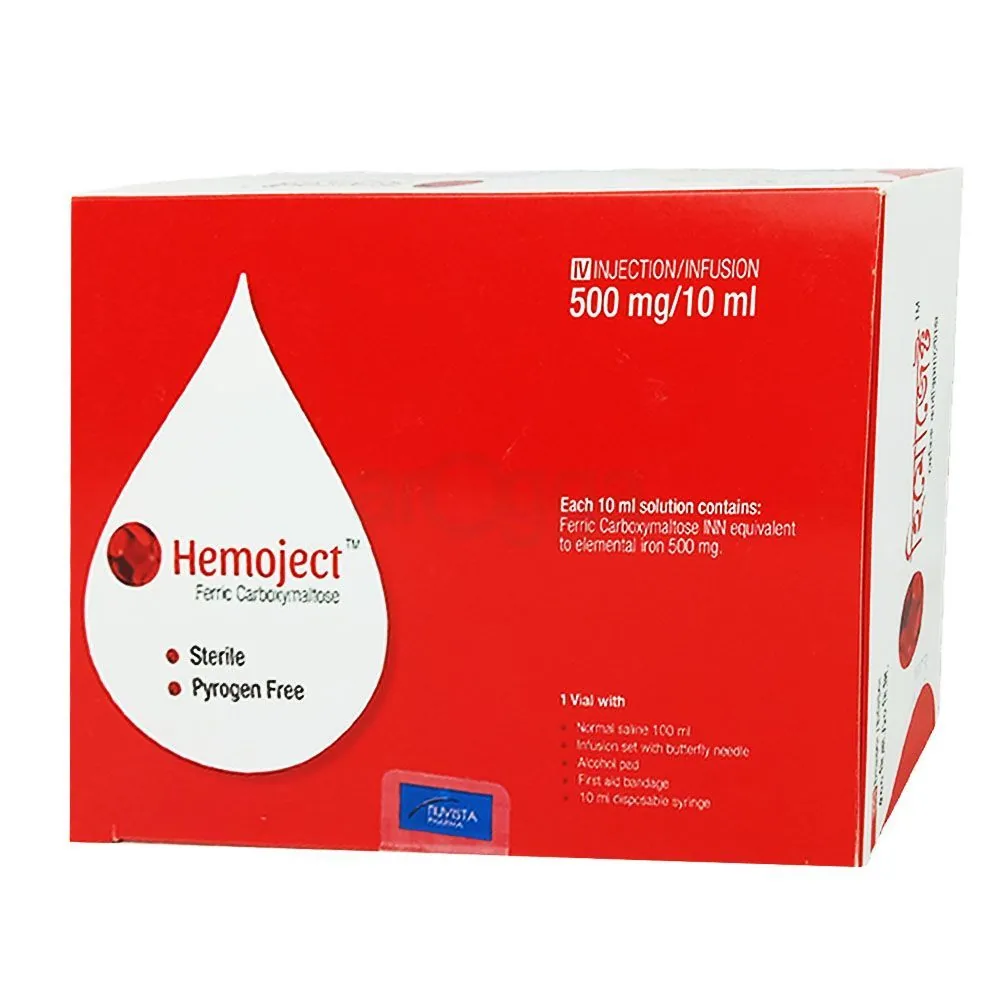 IV INJECTION/INFUSION
500 mg/10 ml
Each 10 ml solution contains:
Ferric Carboxymaltose INN equivalent
to elemental iron 500 mg.
Hemoject™
Ferric Carboxymaltose
• Sterile
• Pyrogen Free
1 Vial with
• Normal saline 100 ml
• Infusion set with butterfly needle
• Alcohol pad
• First aid bandage
• 10 ml disposable syringe
NUVISTA
PHARMA